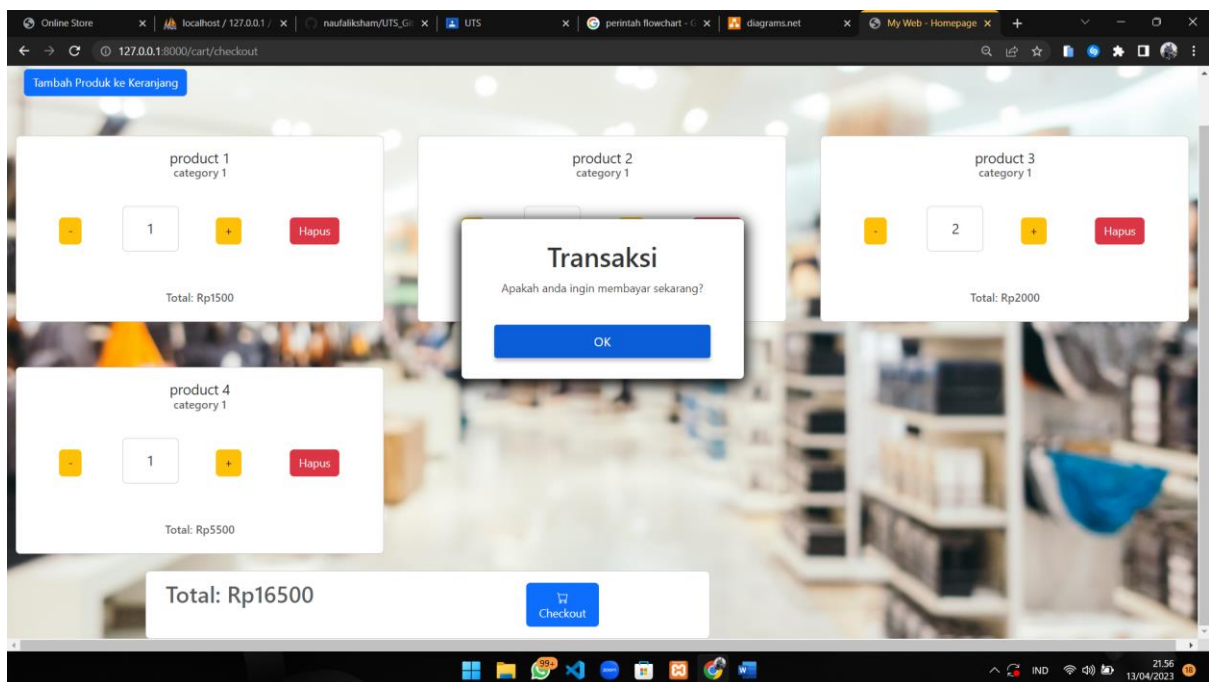 Online Store
localhost / 127.0.0.1 /
naufaliksham/UTS_Git
UTS
perintah flowchart - G
diagrams.net
My Web - Homepage
127.0.0.1:8000/cart/checkout
Tambah Produk ke Keranjang
product 1
category 1
- 1 + Hapus
Total: Rp1500
product 2
category 1
product 3
category 1
- 2 + Hapus
Total: Rp2000
Transaksi
Apakah anda ingin membayar sekarang?
OK
product 4
category 1
- 1 + Hapus
Total: Rp5500
Total: Rp16500
Checkout
99+
zoom
W
IND
21.56
13/04/2023
18